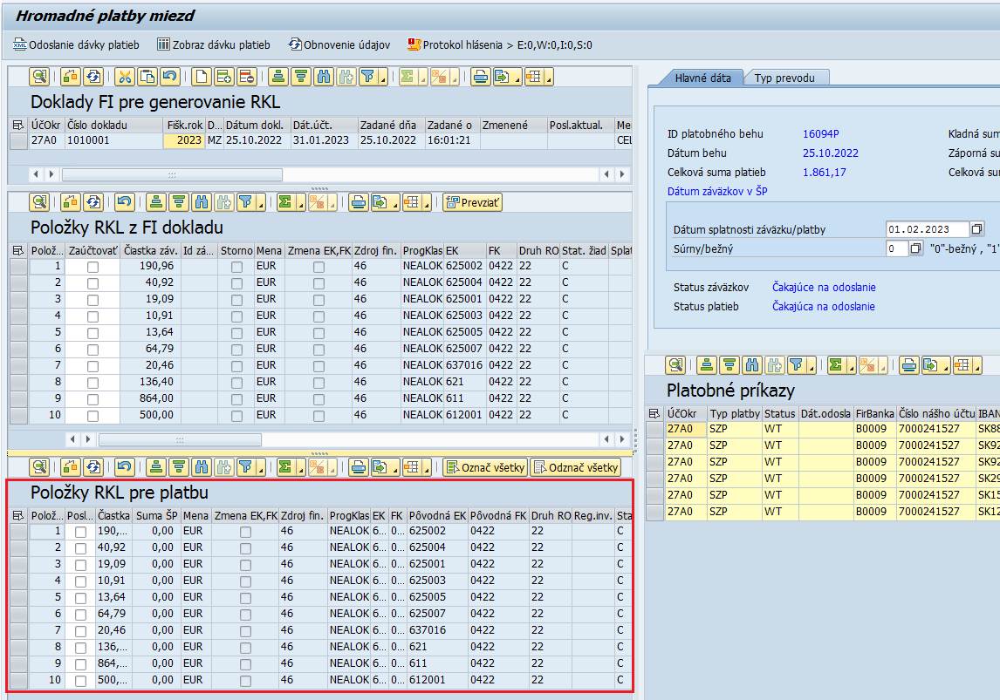 Hromadné platby miezd
Odoslanie dávky platieb Zobraz dávku platieb Obnovenie údajov Protokol hlásenia > E:0,W:0,I:0,S:0
Doklady FI pre generovanie RKL
ÚčOkr Číslo dokladu Fišk.rok D... Dátum dokl. Dát.účt. Zadané dňa Zadané o Zmenené Posl.aktual. Me
27A0 1010001 2023 MZ 25.10.2022 31.01.2023 25.10.2022 16:01:21 CEL
Prevziať
Položky RKL z FI dokladu
Polož... Zaúčtovať Čiastka záv. Id zá... Storno Mena Zmena EK,FK Zdroj fin. ProgKlas EK FK Druh RO Stat. žiad Splat
1 190,96 EUR 46 NEALOK 625002 0422 22 C
2 40,92 EUR 46 NEALOK 625004 0422 22 C
3 19,09 EUR 46 NEALOK 625001 0422 22 C
4 10,91 EUR 46 NEALOK 625003 0422 22 C
5 13,64 EUR 46 NEALOK 625005 0422 22 C
6 64,79 EUR 46 NEALOK 625007 0422 22 C
7 20,46 EUR 46 NEALOK 637016 0422 22 C
8 136,40 EUR 46 NEALOK 621 0422 22 C
9 864,00 EUR 46 NEALOK 611 0422 22 C
10 500,00 EUR 46 NEALOK 612001 0422 22 C
Označ všetky Odznač všetky
Položky RKL pre platbu
Polož... Posl... Čiastka Suma ŠP Mena Zmena EK,FK Zdroj fin. ProgKlas EK FK Pôvodná EK Pôvodná FK Druh RO Reg.inv. Sta
1 190,... 0,00 EUR 46 NEALOK 6... 0... 625002 0422 22 C
2 40,92 0,00 EUR 46 NEALOK 6... 0... 625004 0422 22 C
3 19,09 0,00 EUR 46 NEALOK 6... 0... 625001 0422 22 C
4 10,91 0,00 EUR 46 NEALOK 6... 0... 625003 0422 22 C
5 13,64 0,00 EUR 46 NEALOK 6... 0... 625005 0422 22 C
6 64,79 0,00 EUR 46 NEALOK 6... 0... 625007 0422 22 C
7 20,46 0,00 EUR 46 NEALOK 6... 0... 637016 0422 22 C
8 136,... 0,00 EUR 46 NEALOK 6... 0... 621 0422 22 C
9 864,... 0,00 EUR 46 NEALOK 6... 0... 611 0422 22 C
10 500,... 0,00 EUR 46 NEALOK 6... 0... 612001 0422 22 C
Hlavné dáta Typ prevodu
ID platobného behu 16094P Kladná sum
Dátum behu 25.10.2022 Záporná su
Celková suma platieb 1.861,17 Celková sum
Dátum záväzkov v ŠP
Dátum splatnosti záväzku/platby 01.02.2023
Súrny/bežný 0 "0"-bežný , "1"
Status záväzkov Čakajúce na odoslanie
Status platieb Čakajúca na odoslanie
Platobné príkazy
ÚčOkr Typ platby Status Dát.odosla FirBanka Číslo nášho účtu IBAN
27A0 SZP WT B0009 7000241527 SK88
27A0 SZP WT B0009 7000241527 SK92
27A0 SZP WT B0009 7000241527 SK92
27A0 SZP WT B0009 7000241527 SK29
27A0 SZP WT B0009 7000241527 SK15
27A0 SZP WT B0009 7000241527 SK12